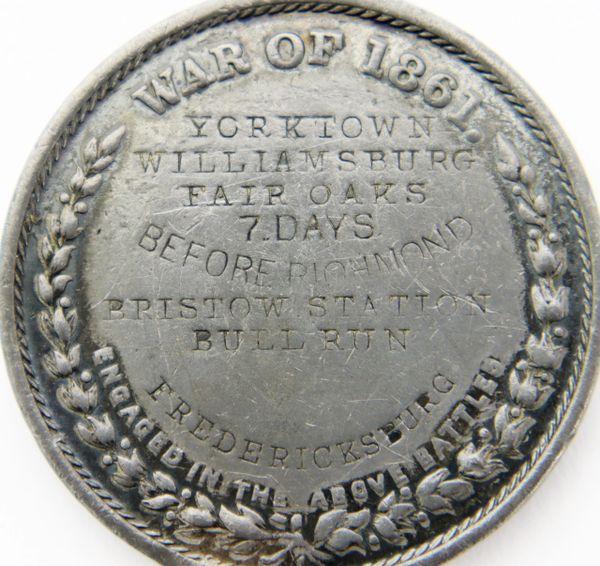 WAR OF 1861.
YORKTOWN
WILLIAMSBURG
FAIR OAKS
7.DAYS
BEFORE RICHMOND
BRISTOW STATION
BULL RUN
FREDERICKSBURG
ENGAGED IN THE ABOVE BATTLES